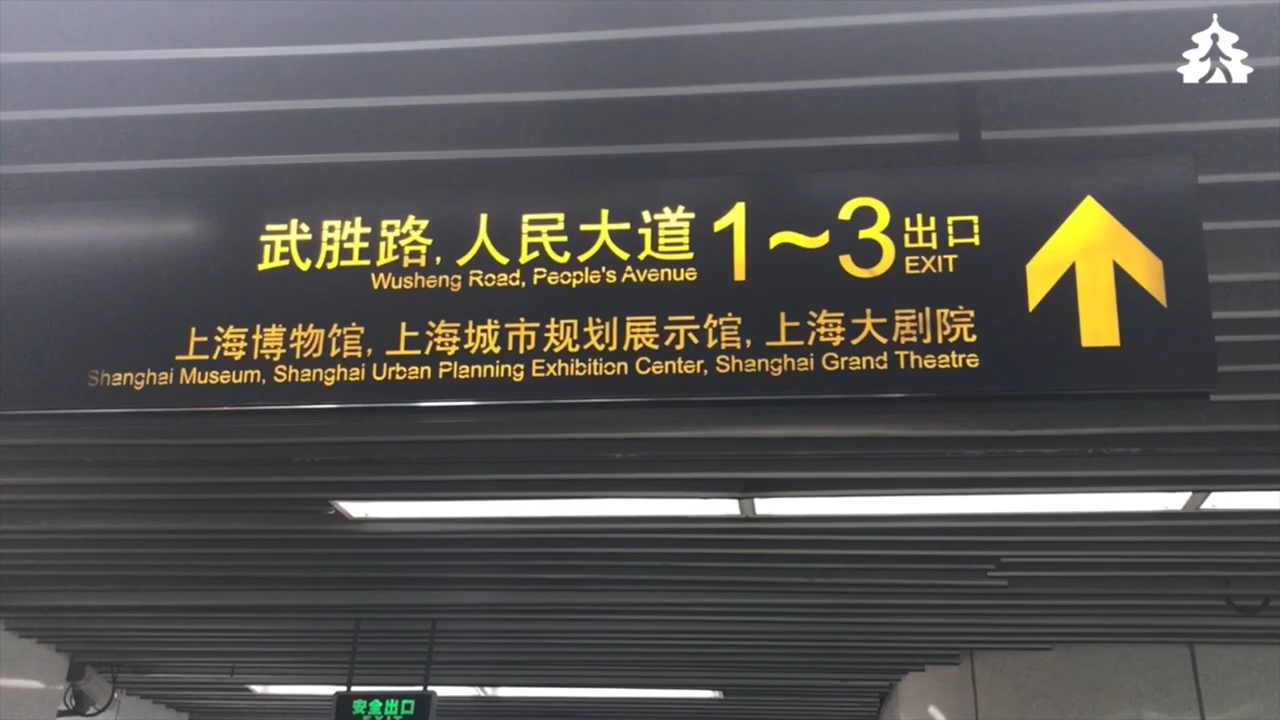 武胜路, 人民大道 1~3 出口
Wusheng Road, People's Avenue EXIT
上海博物馆, 上海城市规划展示馆, 上海大剧院
Shanghai Museum, Shanghai Urban Planning Exhibition Center, Shanghai Grand Theatre
安全出口
EXIT